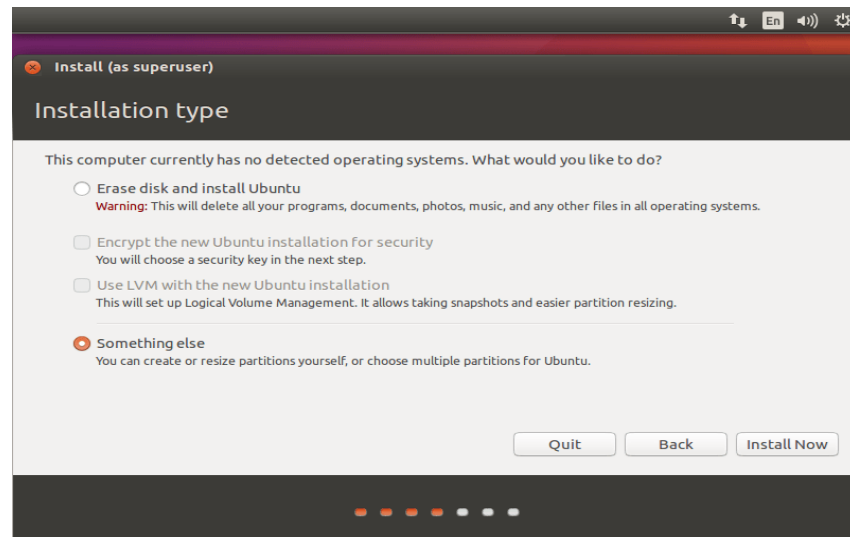 En
Install (as superuser)
Installation type
This computer currently has no detected operating systems. What would you like to do?
Erase disk and install Ubuntu
Warning: This will delete all your programs, documents, photos, music, and any other files in all operating systems.
Encrypt the new Ubuntu installation for security
You will choose a security key in the next step.
Use LVM with the new Ubuntu installation
This will set up Logical Volume Management. It allows taking snapshots and easier partition resizing.
Something else
You can create or resize partitions yourself, or choose multiple partitions for Ubuntu.
Quit Back Install Now